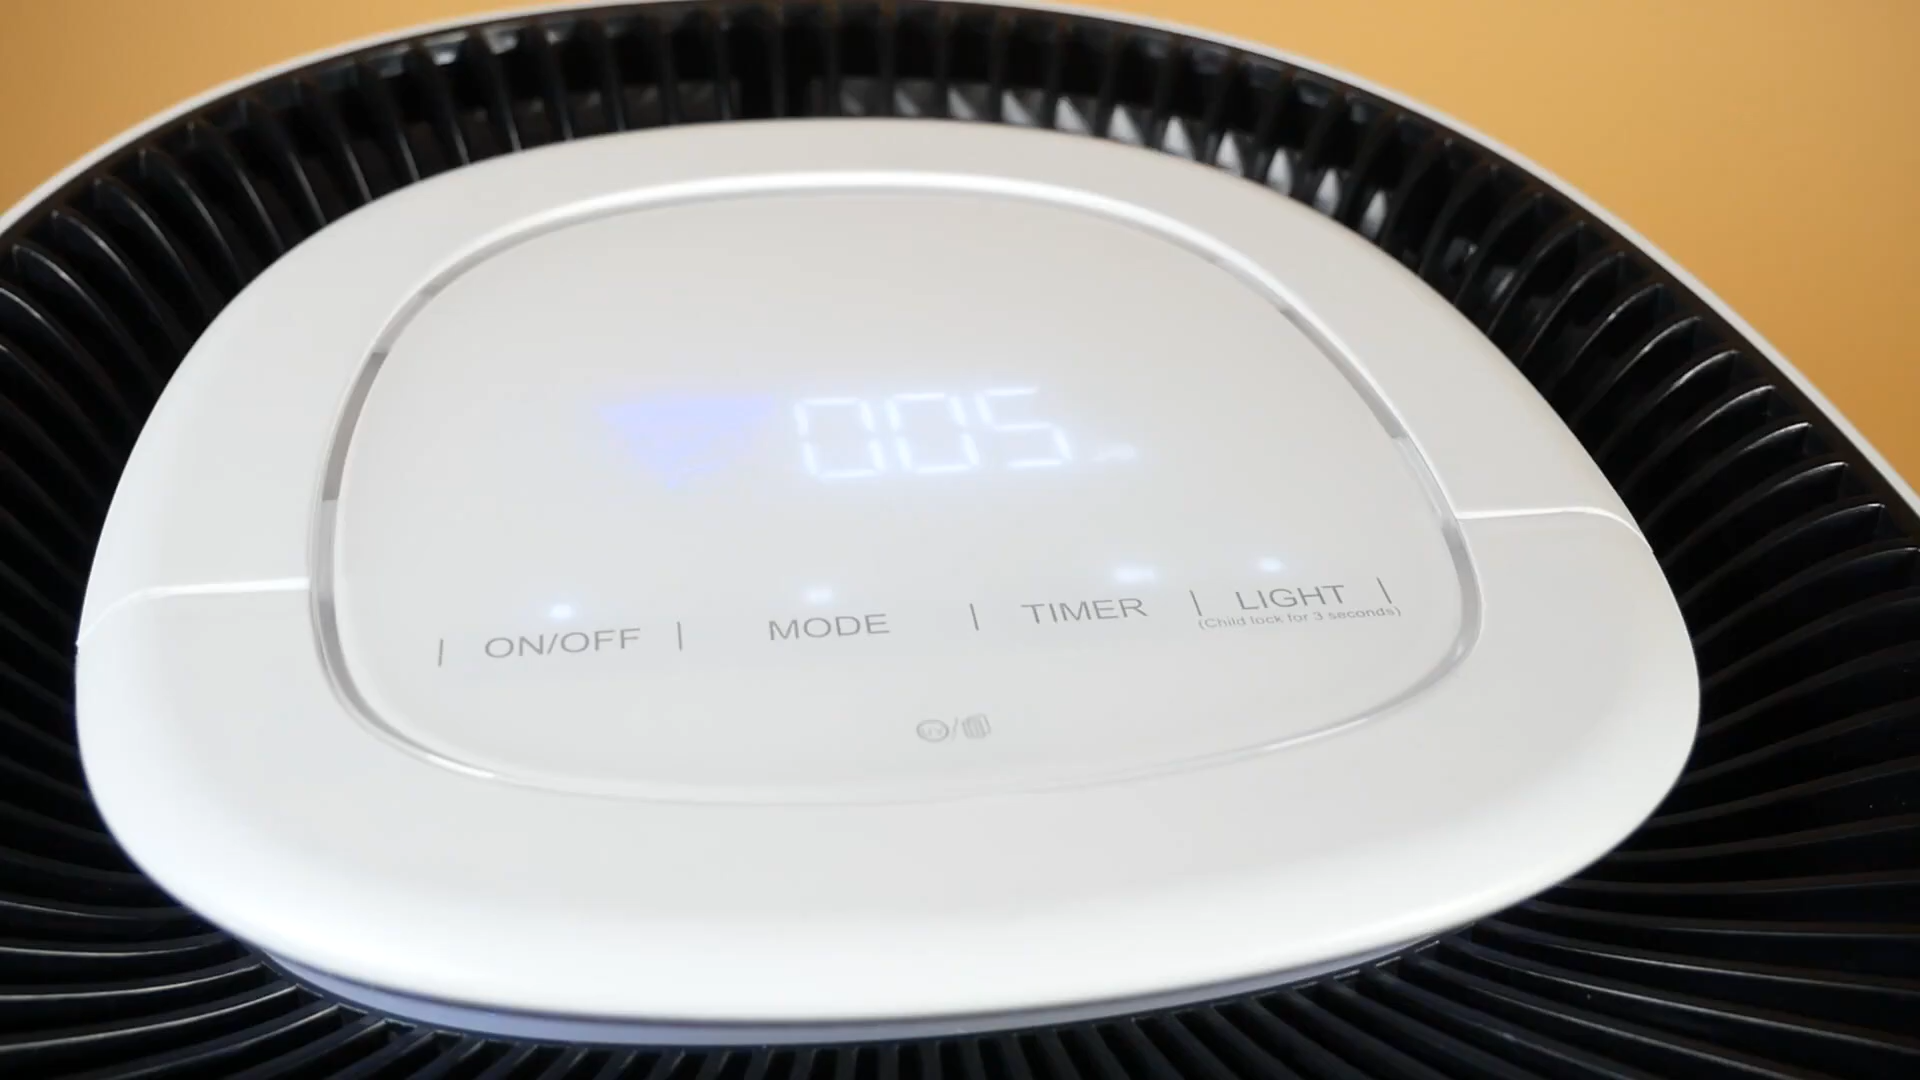 005
ON/OFF | MODE | TIMER | LIGHT
(Child lock for 3 seconds)